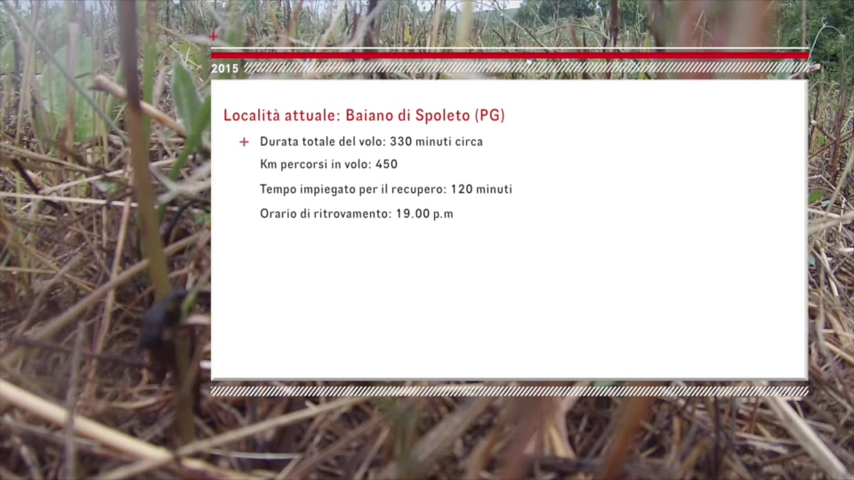 2015
Località attuale: Baiano di Spoleto (PG)
+ Durata totale del volo: 330 minuti circa
Km percorsi in volo: 450
Tempo impiegato per il recupero: 120 minuti
Orario di ritrovamento: 19.00 p.m